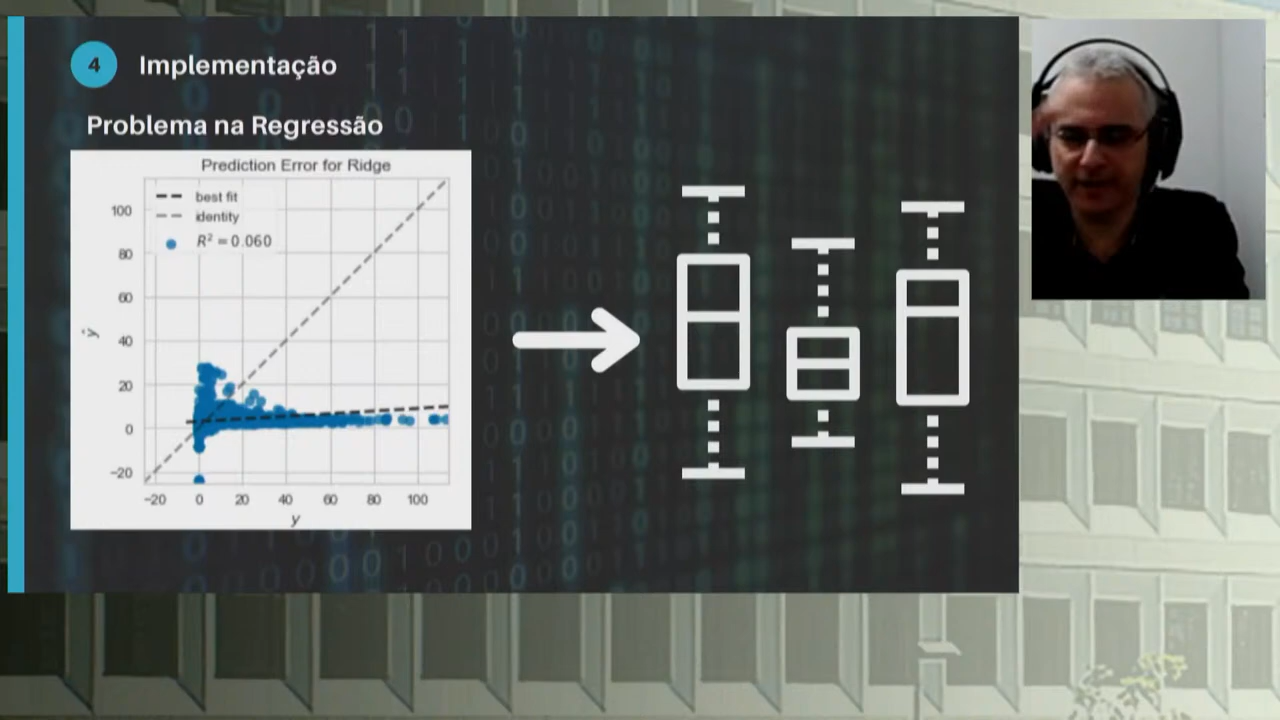 4 Implementação
Problema na Regressão
Prediction Error for Ridge
best fit
identity
R² = 0.060
100
80
60
40
20
0
−20
ŷ
−20 0 20 40 60 80 100
y